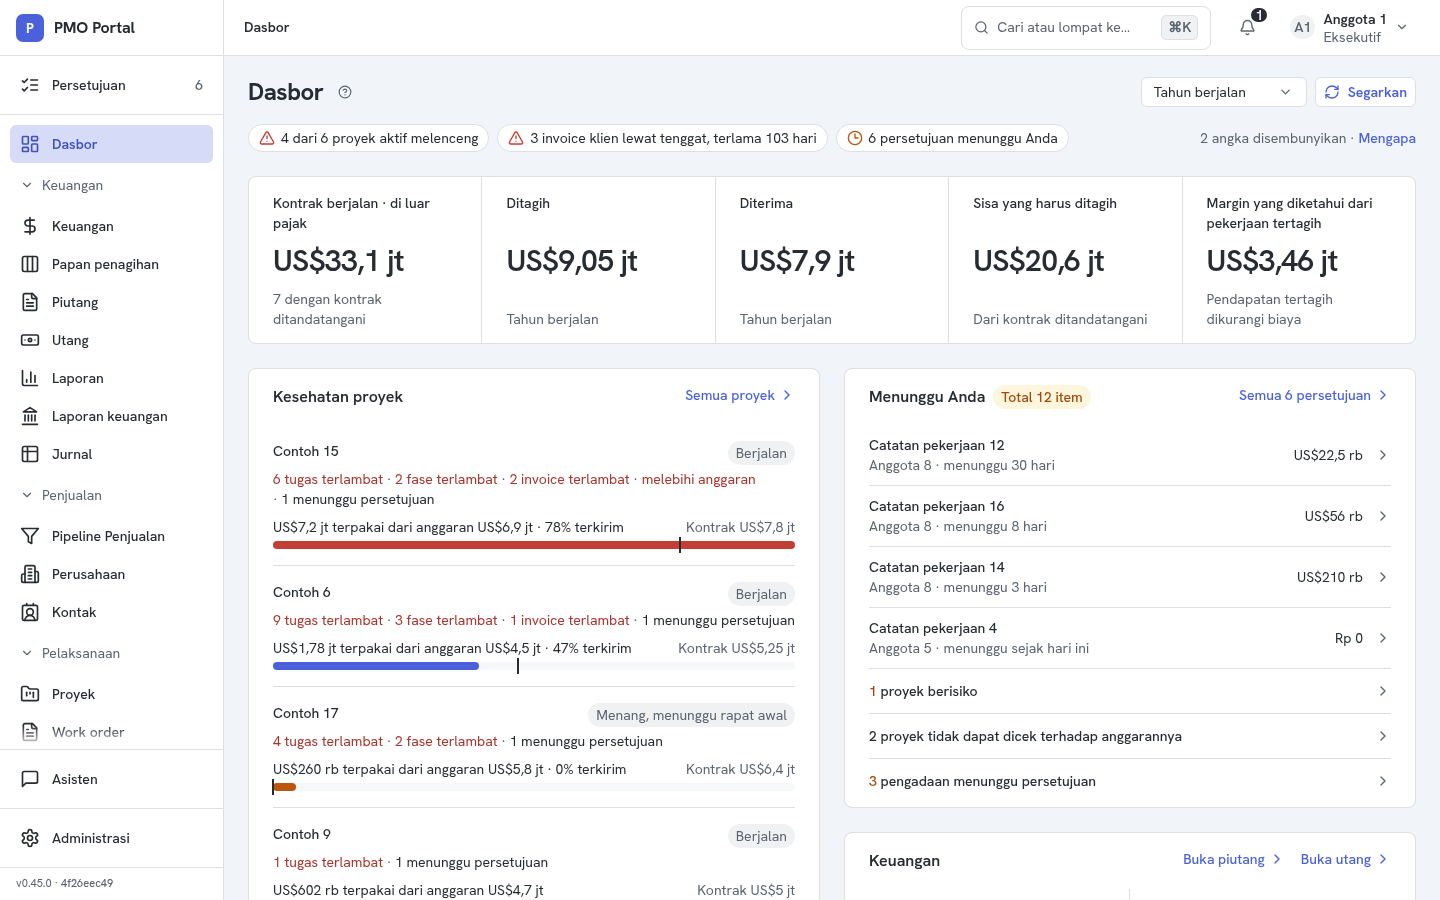 P PMO Portal
Dasbor
Cari atau lompat ke... ⌘K
1
A1
Anggota 1
Eksekutif
Persetujuan 6
Dasbor
Keuangan
Keuangan
Papan penagihan
Piutang
Utang
Laporan
Laporan keuangan
Jurnal
Penjualan
Pipeline Penjualan
Perusahaan
Kontak
Pelaksanaan
Proyek
Work order
Asisten
Administrasi
v0.45.0 · 4f26eec49
Dasbor
Tahun berjalan
Segarkan
4 dari 6 proyek aktif melenceng
3 invoice klien lewat tenggat, terlama 103 hari
6 persetujuan menunggu Anda
2 angka disembunyikan · Mengapa
Kontrak berjalan · di luar
pajak
US$33,1 jt
7 dengan kontrak
ditandatangani
Ditagih
US$9,05 jt
Tahun berjalan
Diterima
US$7,9 jt
Tahun berjalan
Sisa yang harus ditagih
US$20,6 jt
Dari kontrak ditandatangani
Margin yang diketahui dari
pekerjaan tertagih
US$3,46 jt
Pendapatan tertagih
dikurangi biaya
Kesehatan proyek
Semua proyek
Contoh 15
Berjalan
6 tugas terlambat · 2 fase terlambat · 2 invoice terlambat · melebihi anggaran
· 1 menunggu persetujuan
US$7,2 jt terpakai dari anggaran US$6,9 jt · 78% terkirim
Kontrak US$7,8 jt
Contoh 6
Berjalan
9 tugas terlambat · 3 fase terlambat · 1 invoice terlambat · 1 menunggu persetujuan
US$1,78 jt terpakai dari anggaran US$4,5 jt · 47% terkirim
Kontrak US$5,25 jt
Contoh 17
Menang, menunggu rapat awal
4 tugas terlambat · 2 fase terlambat · 1 menunggu persetujuan
US$260 rb terpakai dari anggaran US$5,8 jt · 0% terkirim
Kontrak US$6,4 jt
Contoh 9
Berjalan
1 tugas terlambat · 1 menunggu persetujuan
US$602 rb terpakai dari anggaran US$4,7 jt
Kontrak US$5 jt
Menunggu Anda
Total 12 item
Semua 6 persetujuan
Catatan pekerjaan 12
Anggota 8 · menunggu 30 hari
US$22,5 rb
Catatan pekerjaan 16
Anggota 8 · menunggu 8 hari
US$56 rb
Catatan pekerjaan 14
Anggota 8 · menunggu 3 hari
US$210 rb
Catatan pekerjaan 4
Anggota 5 · menunggu sejak hari ini
Rp 0
1 proyek berisiko
2 proyek tidak dapat dicek terhadap anggarannya
3 pengadaan menunggu persetujuan
Keuangan
Buka piutang
Buka utang